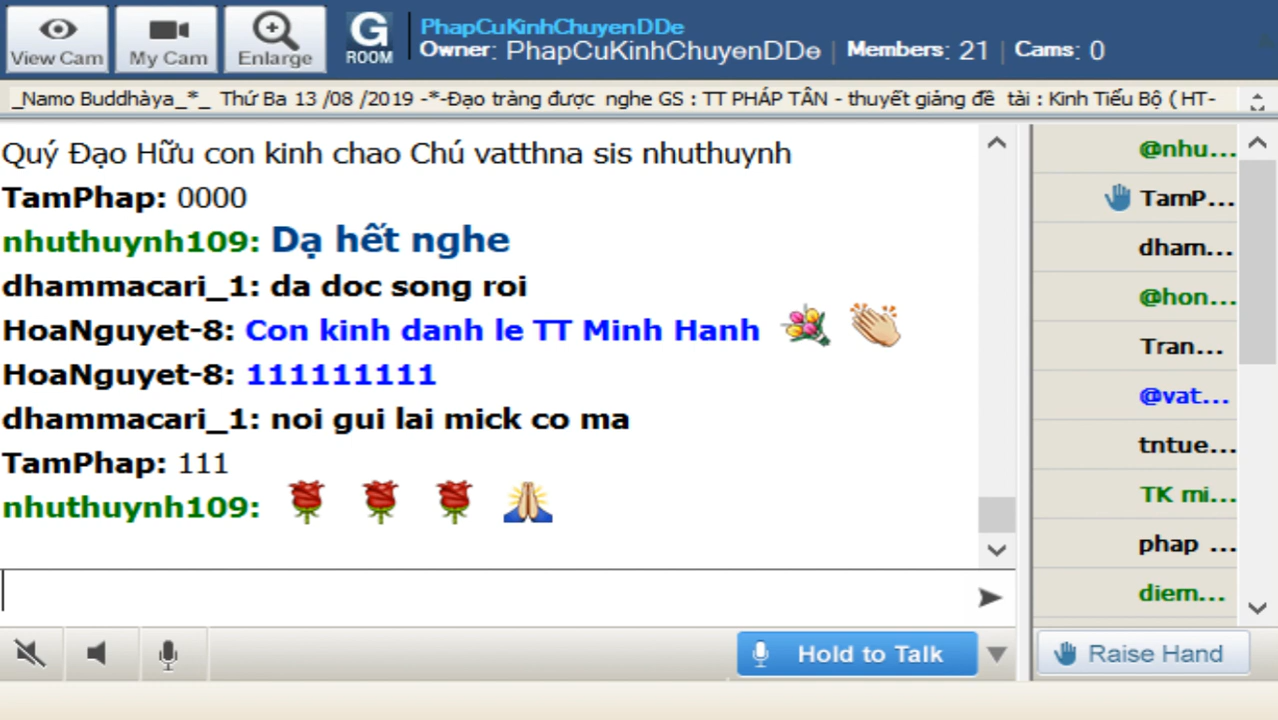 View Cam
My Cam
Enlarge
G
ROOM
PhapCuKinhChuyenDDe
Owner: PhapCuKinhChuyenDDe | Members: 21 | Cams: 0
_Namo Buddhàya_*_ Thứ Ba 13 /08 /2019 -*-Đạo tràng được nghe GS : TT PHÁP TÂN - thuyết giảng đề tài : Kinh Tiểu Bộ ( HT-
Quý Đạo Hữu con kinh chao Chú vatthna sis nhuthuynh
TamPhap: 0000
nhuthuynh109: Dạ hết nghe
dhammacari_1: da doc song roi
HoaNguyet-8: Con kinh danh le TT Minh Hanh
HoaNguyet-8: 111111111
dhammacari_1: noi gui lai mick co ma
TamPhap: 111
nhuthuynh109:
@nhu...
TamP...
dham...
@hon...
Tran...
@vat...
tntue...
TK mi...
phap ...
diem...
Hold to Talk
Raise Hand